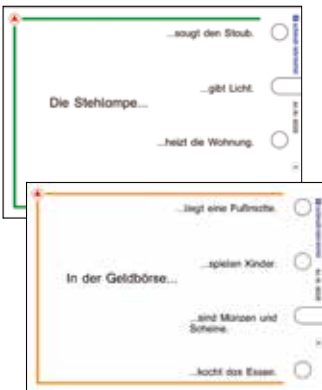 ...saugt den Staub.
...gibt Licht.
Die Stehlampe...
...heizt die Wohnung.
...liegt eine Fußmatte.
...spielen Kinder.
In der Geldbörse...
...sind Münzen und
Scheine.
...kocht das Essen.